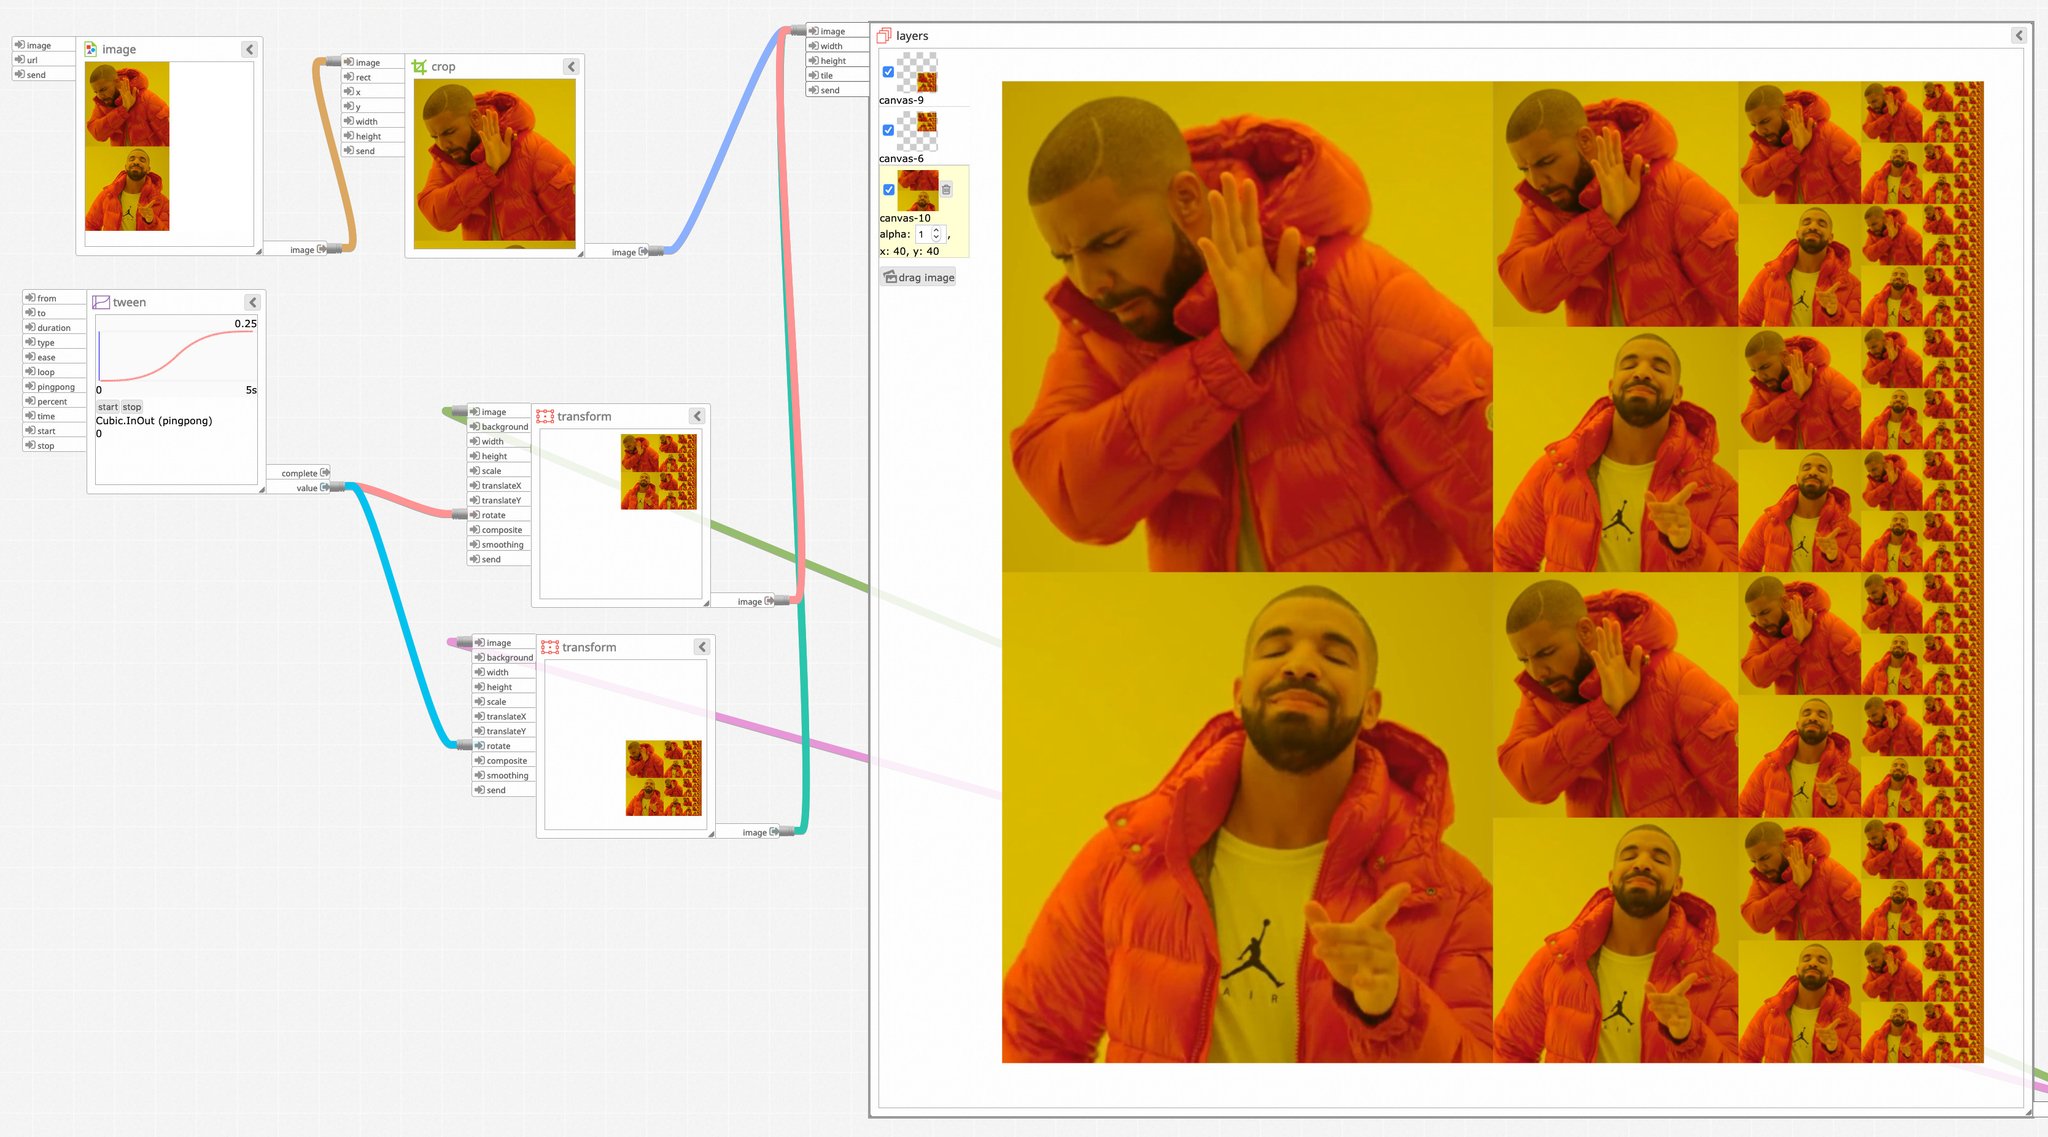 image
url
send
image
image
image
rect
x
y
width
height
send
crop
image
from
to
duration
type
ease
loop
pingpong
percent
time
start
stop
tween
0.25
0
5s
start stop
Cubic.InOut (pingpong)
0
complete
value
image
background
width
height
scale
translateX
translateY
rotate
composite
smoothing
send
transform
image
image
background
width
height
scale
translateX
translateY
rotate
composite
smoothing
send
transform
image
image
width
height
tile
send
layers
canvas-9
canvas-6
canvas-10
alpha: 1 ,
x: 40, y: 40
drag image
AIR